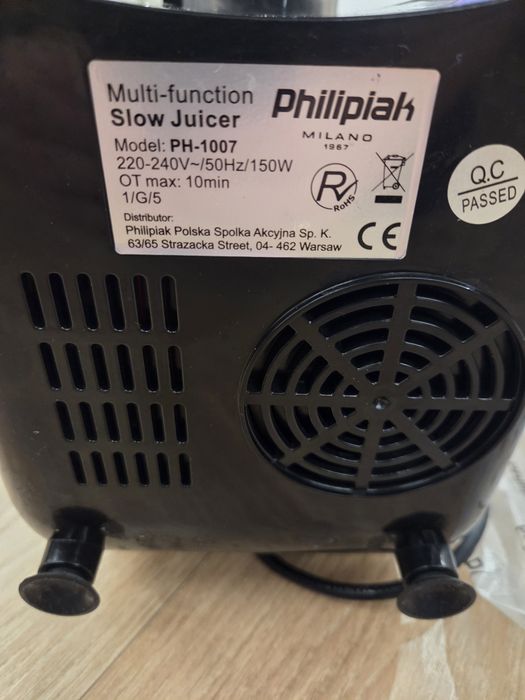 Multi-function
Slow Juicer
Philipiak
MILANO
1967
Model: PH-1007
220-240V~/50Hz/150W
OT max: 10min
1/G/5
RoHS
Distributor:
Philipiak Polska Spolka Akcyjna Sp. K.
63/65 Strazacka Street, 04- 462 Warsaw
CE
Q.C
PASSED